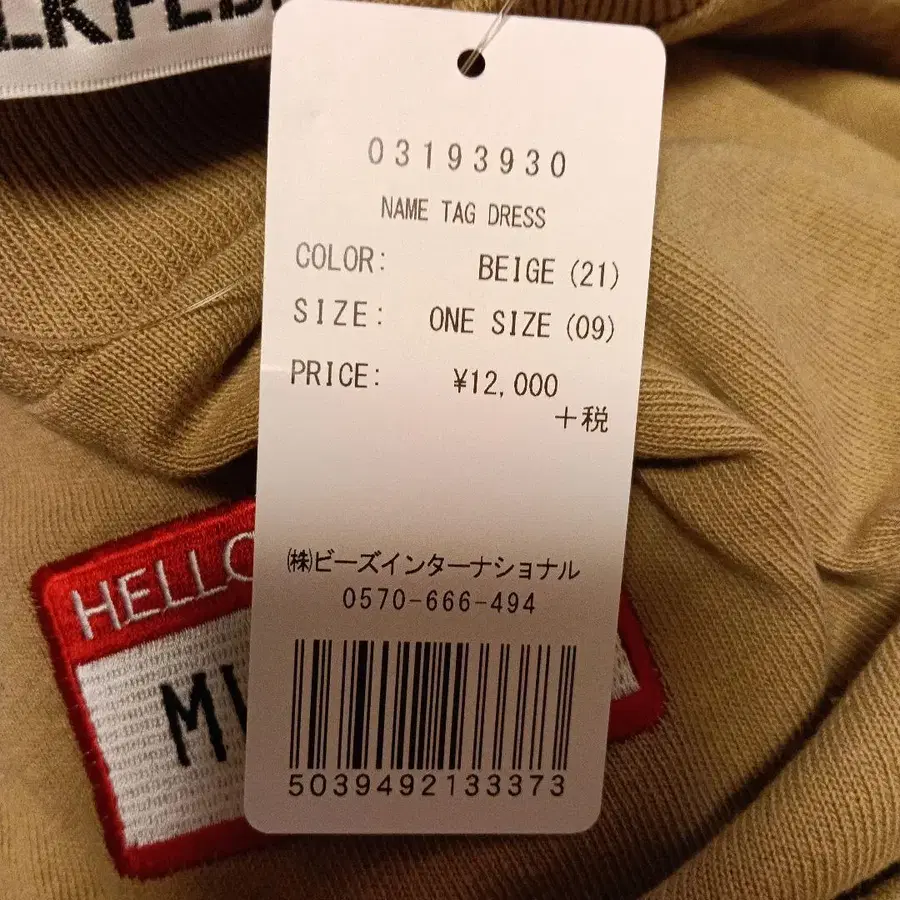 03193930
NAME TAG DRESS
COLOR: BEIGE (21)
SIZE: ONE SIZE (09)
PRICE: ¥12,000
+税
㈱ビーズインターナショナル
0570-666-494
5039492133373
HELLO